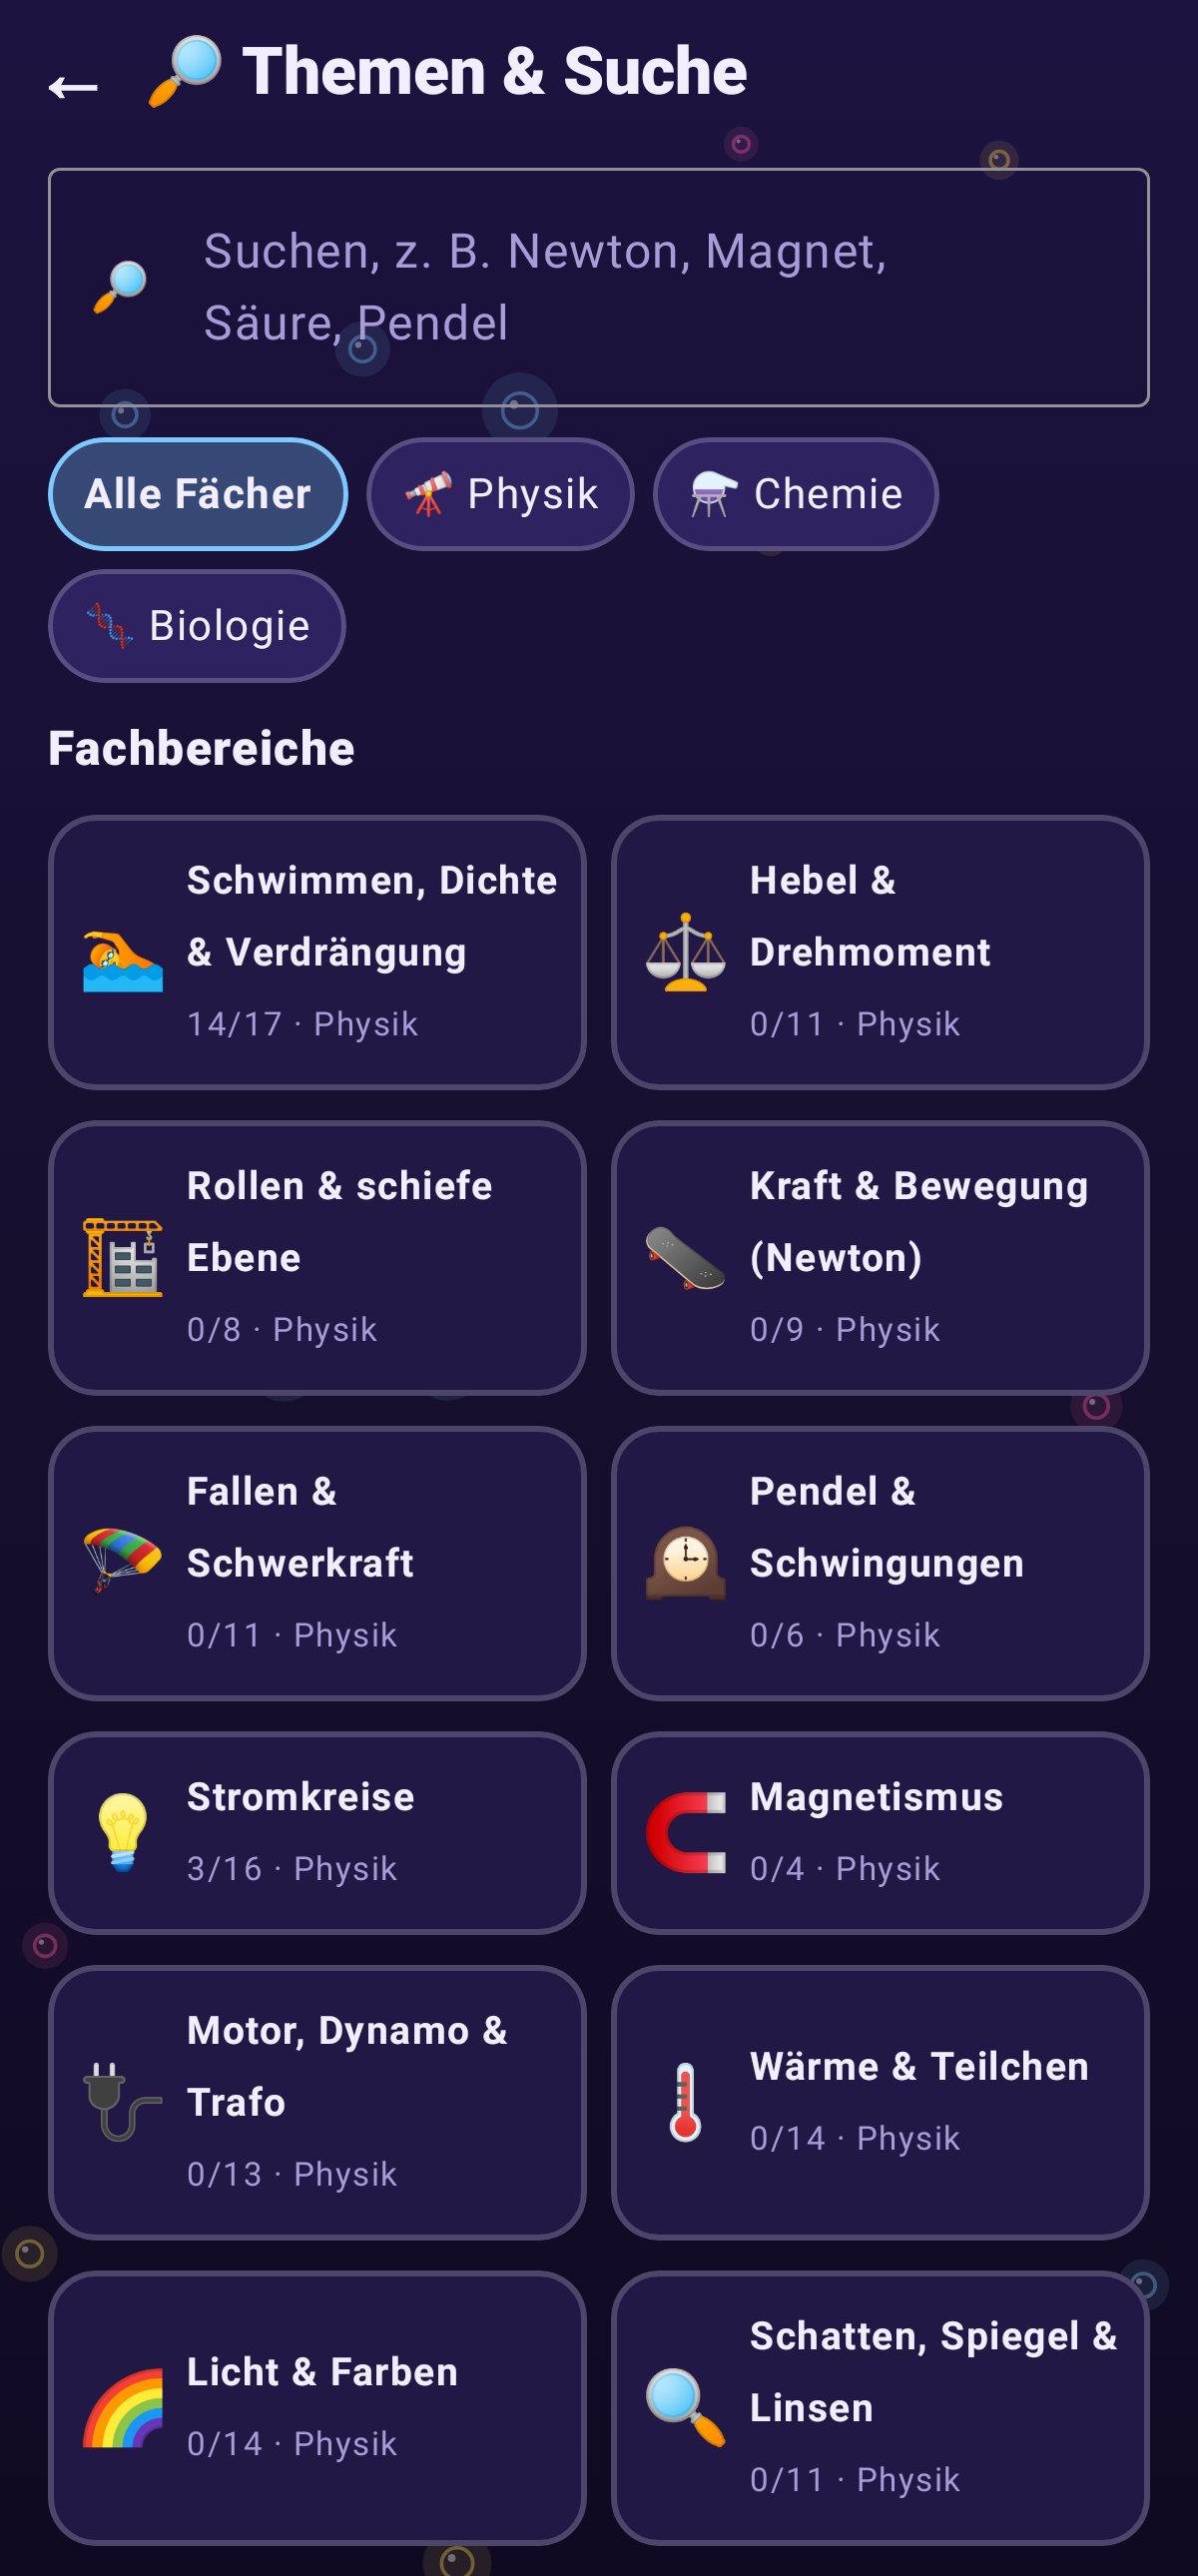 ← 🔎 Themen & Suche
Suchen, z. B. Newton, Magnet,
Säure, Pendel
Alle Fächer
Physik
Chemie
Biologie
Fachbereiche
Schwimmen, Dichte
& Verdrängung
14/17 · Physik
Hebel &
Drehmoment
0/11 · Physik
Rollen & schiefe
Ebene
0/8 · Physik
Kraft & Bewegung
(Newton)
0/9 · Physik
Fallen &
Schwerkraft
0/11 · Physik
Pendel &
Schwingungen
0/6 · Physik
Stromkreise
3/16 · Physik
Magnetismus
0/4 · Physik
Motor, Dynamo &
Trafo
0/13 · Physik
Wärme & Teilchen
0/14 · Physik
Licht & Farben
0/14 · Physik
Schatten, Spiegel &
Linsen
0/11 · Physik